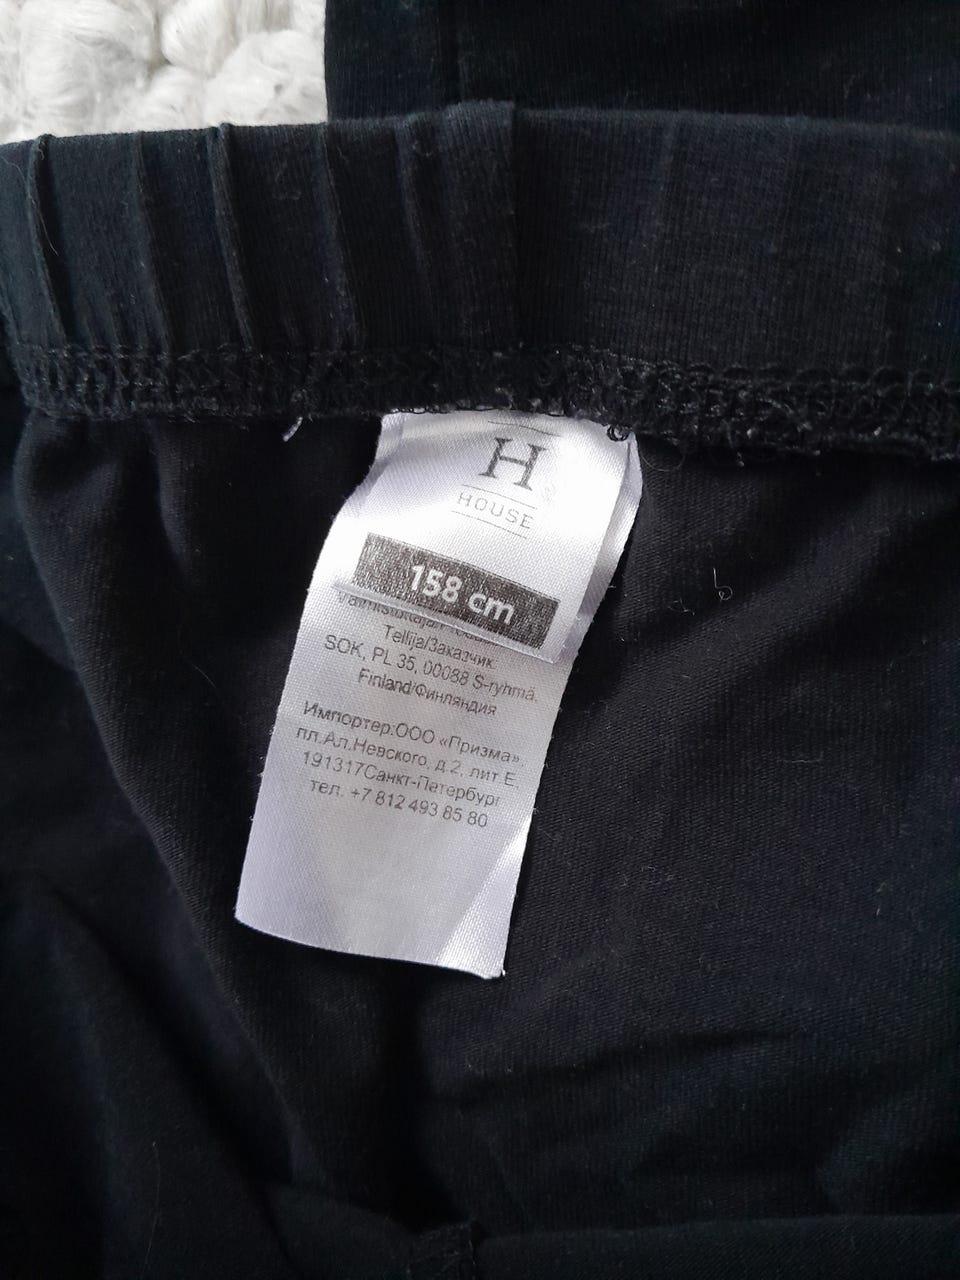 H
HOUSE
158 cm
Tellija/Заказчик
SOK, PL 35, 00088 S-ryhmä,
Finland/Финляндия
Импортер:ООО «Призма»,
пл.Ал.Невского, д.2, лит Е,
191317Санкт-Петербург
тел. +7 812 493 85 80